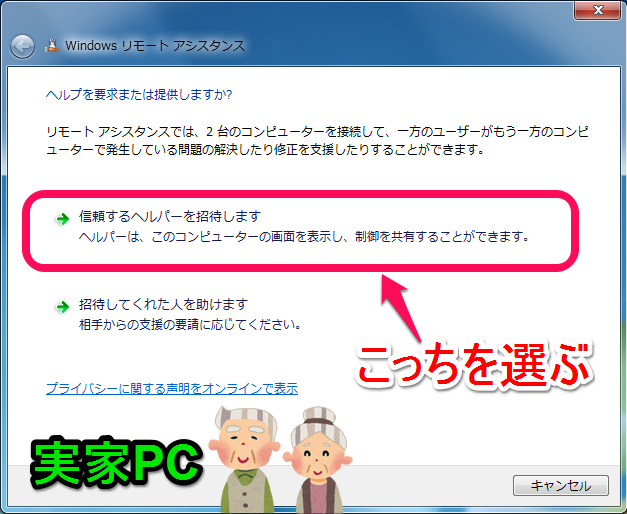 Windows リモート アシスタンス
ヘルプを要求または提供しますか?
リモート アシスタンスでは、2 台のコンピューターを接続して、一方のユーザーがもう一方のコンピ
ューターで発生している問題の解決したり修正を支援したりすることができます。
信頼するヘルパーを招待します
ヘルパーは、このコンピューターの画面を表示し、制御を共有することができます。
招待してくれた人を助けます
相手からの支援の要請に応じてください。
こっちを選ぶ
プライバシーに関する声明をオンラインで表示
実家PC
キャンセル